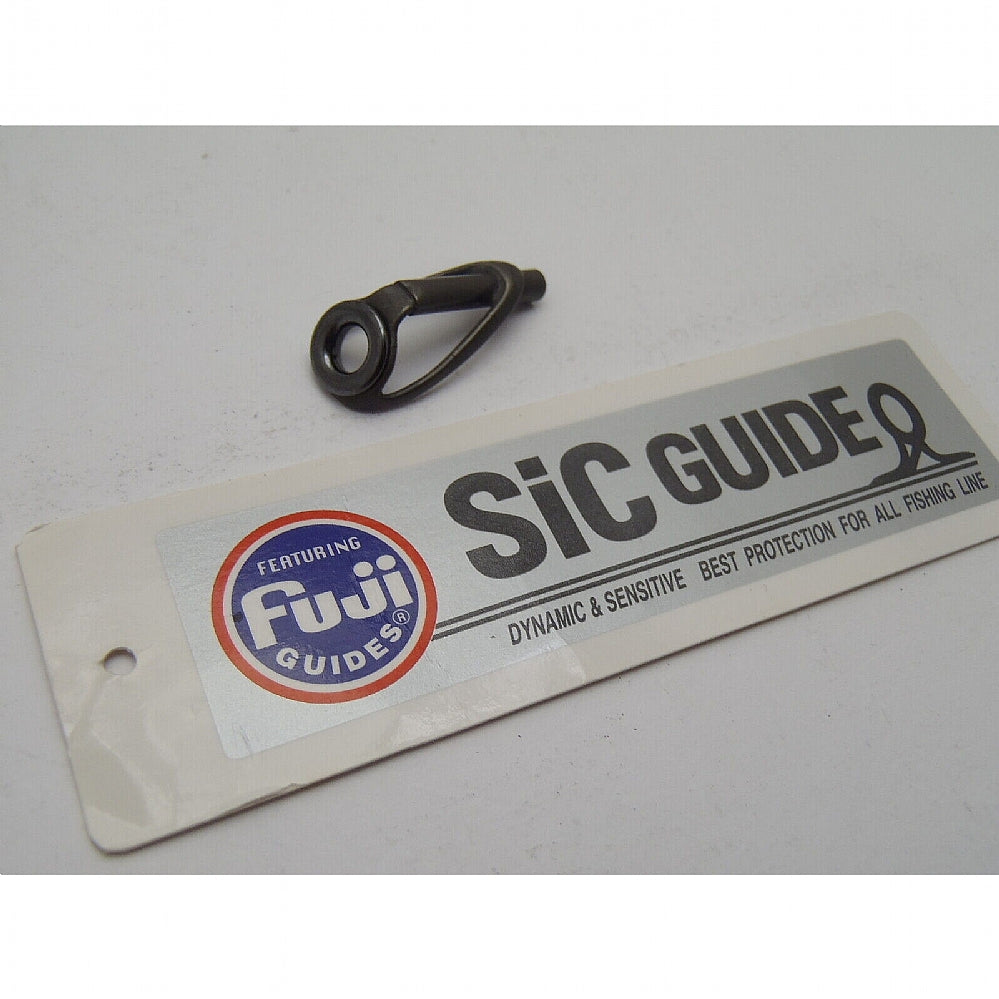 FEATURING
Fuji
GUIDES®
SiC GUIDE
DYNAMIC & SENSITIVE BEST PROTECTION FOR ALL FISHING LINE